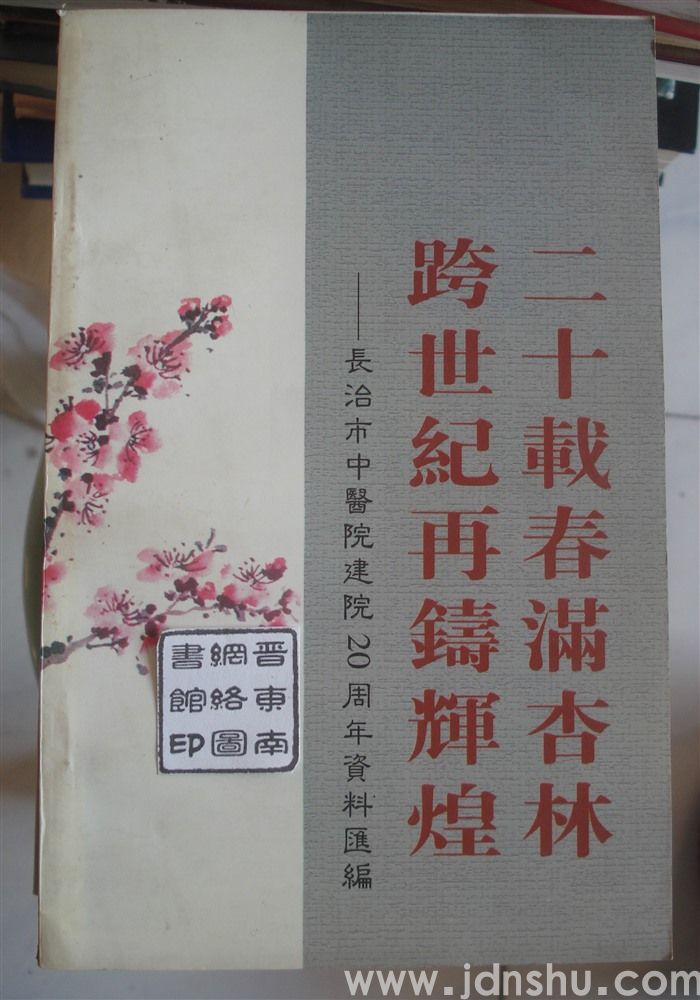 二十載春滿杏林
跨世紀再鑄輝煌
——長治市中醫院建院20周年資料匯編
晋東南
網絡圖
書館印
www.jdnshu.com